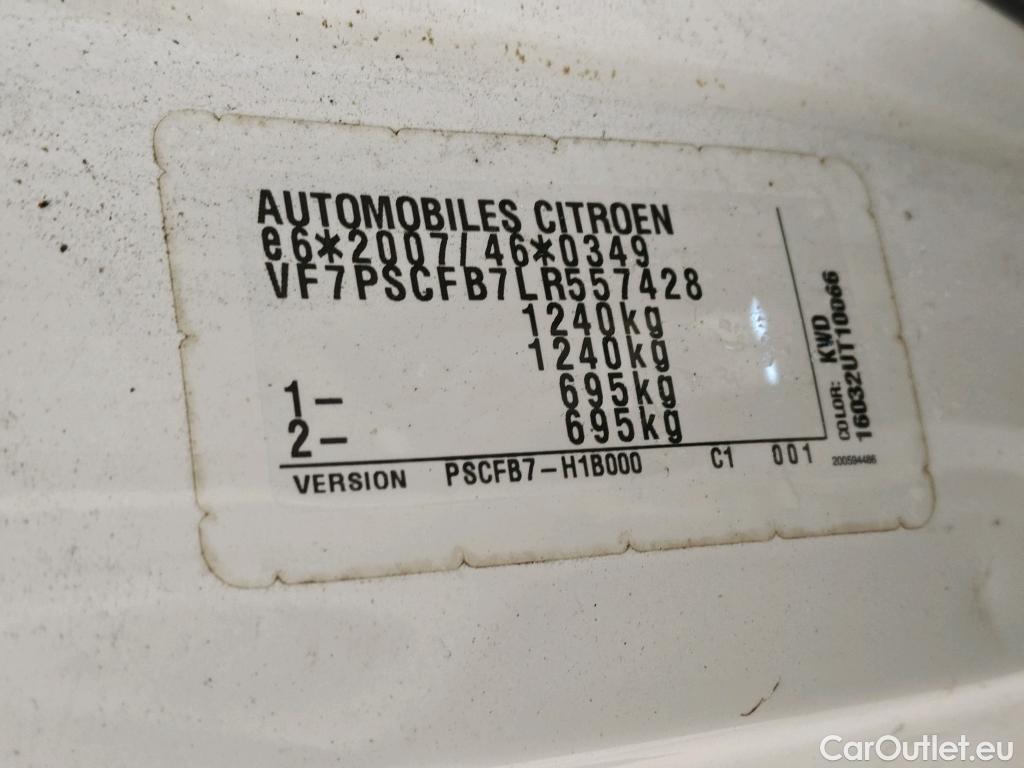 AUTOMOBILES CITROEN
e6*2007/46*0349
VF7PSCFB7LR557428
1240kg
1240kg
1- 695kg
2- 695kg
VERSION PSCFB7-H1B000 C1 001
COLOR: KWD
16032UT10066
200594486
CarOutlet.eu